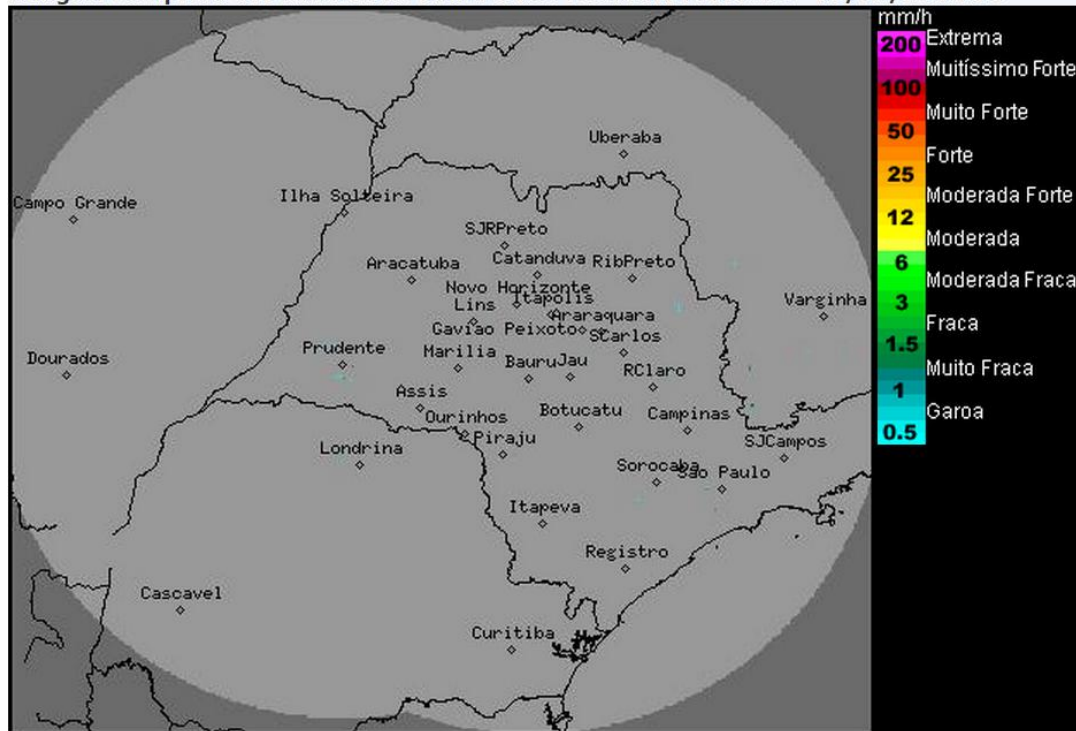 mm/h
200 Extrema
Muitíssimo Forte
100
Muito Forte
50
Forte
25
Moderada Forte
12
Moderada
6
Moderada Fraca
3
Fraca
1.5
Muito Fraca
1
Garoa
0.5
Uberaba
Campo Grande
Ilha Solteira
SJRPreto
Catanduva
RibPreto
Aracatuba
Novo Horizonte
Lins
Itapolis
Varginha
Araraquara
Gaviao Peixoto
SCarlos
Prudente
Marilia
Dourados
Bauru
Jau
RClaro
Assis
Ourinhos
Botucatu
Campinas
Piraju
Londrina
SJCampos
Sorocaba
Sao Paulo
Itapeva
Registro
Cascavel
Curitiba